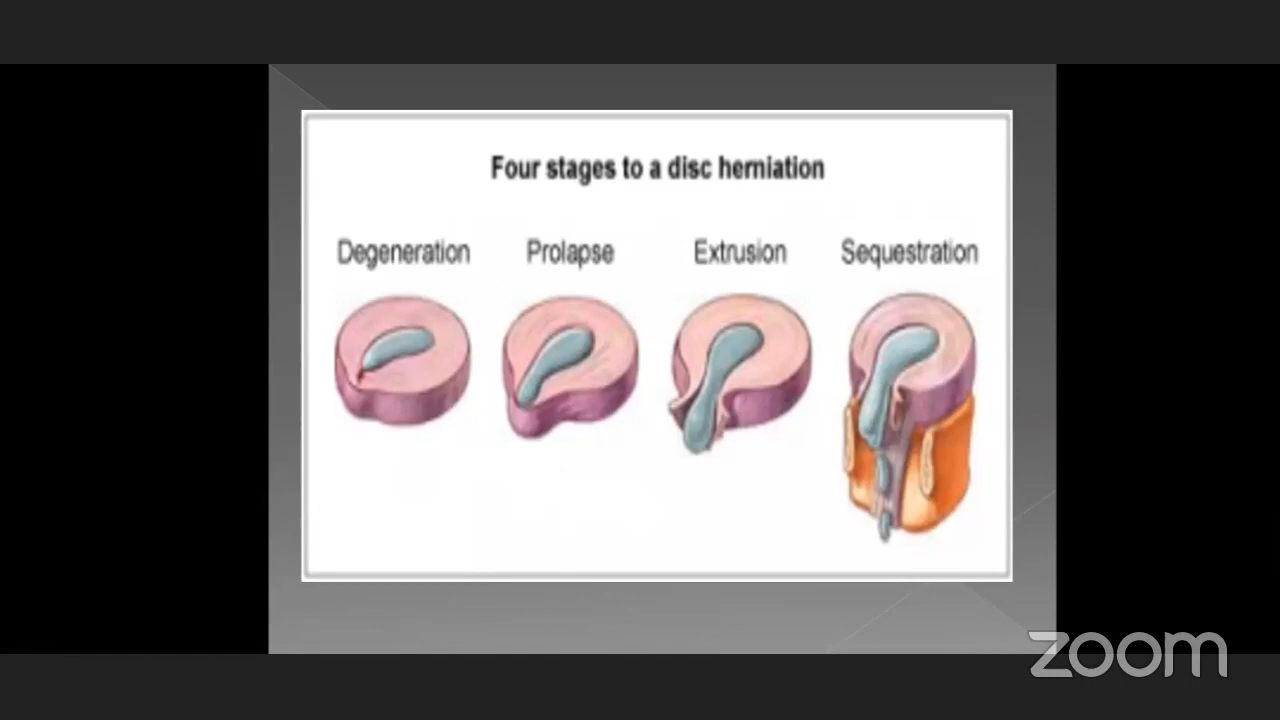 Four stages to a disc herniation
Degeneration Prolapse Extrusion Sequestration
zoom